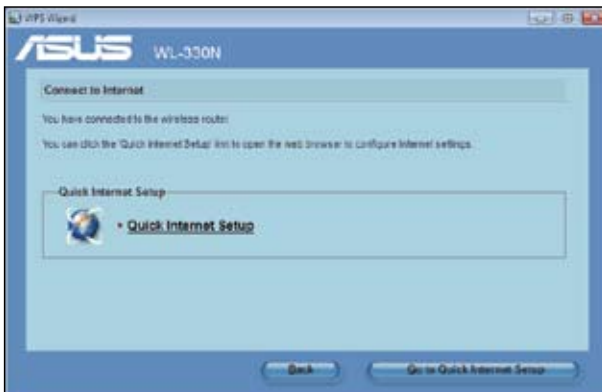 WPS Wizard
ASUS WL-330N
Connect to Internet
You have connected to the wireless router
You can click the 'Quick Internet Setup' link to open the web browser to configure Internet settings.
Quick Internet Setup
• Quick Internet Setup
Back
Go to Quick Internet Setup